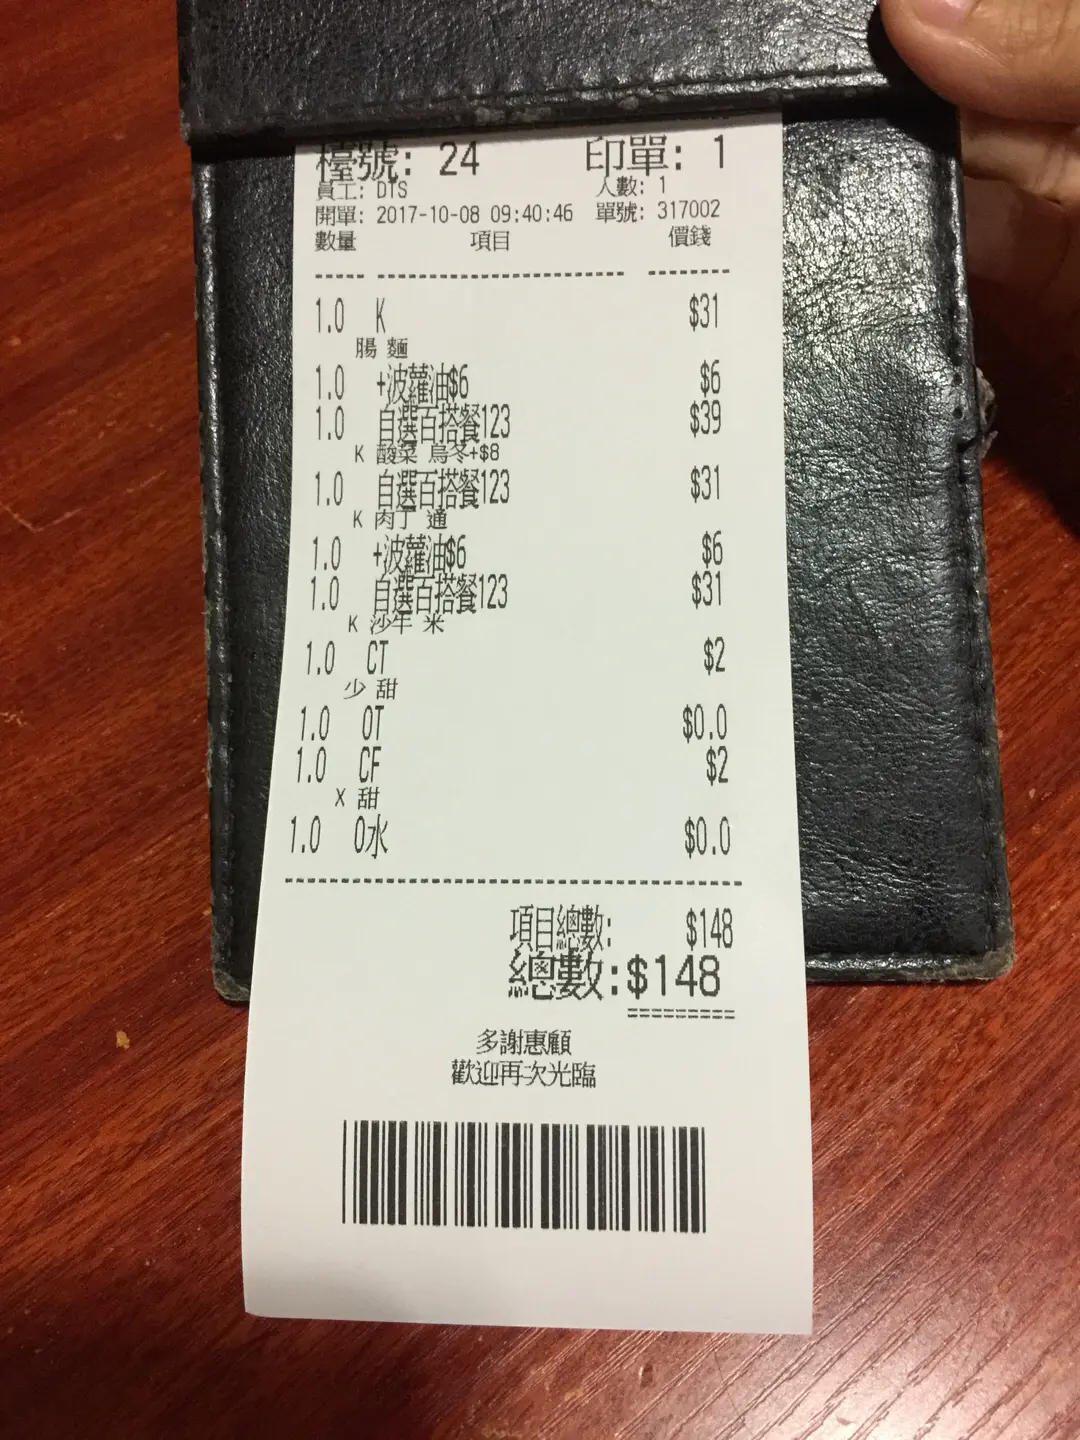 檯號: 24 印單: 1
員工: DTS 人數: 1
開單: 2017-10-08 09:40:46 單號: 317002
數量 項目 價錢
1.0 K $31
腸 麵
1.0 +波蘿油$6 $6
1.0 自選百搭餐123 $39
K 酸菜 烏冬+$8
1.0 自選百搭餐123 $31
K 肉丁 通
1.0 +波蘿油$6 $6
1.0 自選百搭餐123 $31
K 沙牛 米
1.0 CT $2
少 甜
1.0 OT $0.0
1.0 CF $2
X 甜
1.0 O水 $0.0
項目總數: $148
總數:$148
多謝惠顧
歡迎再次光臨